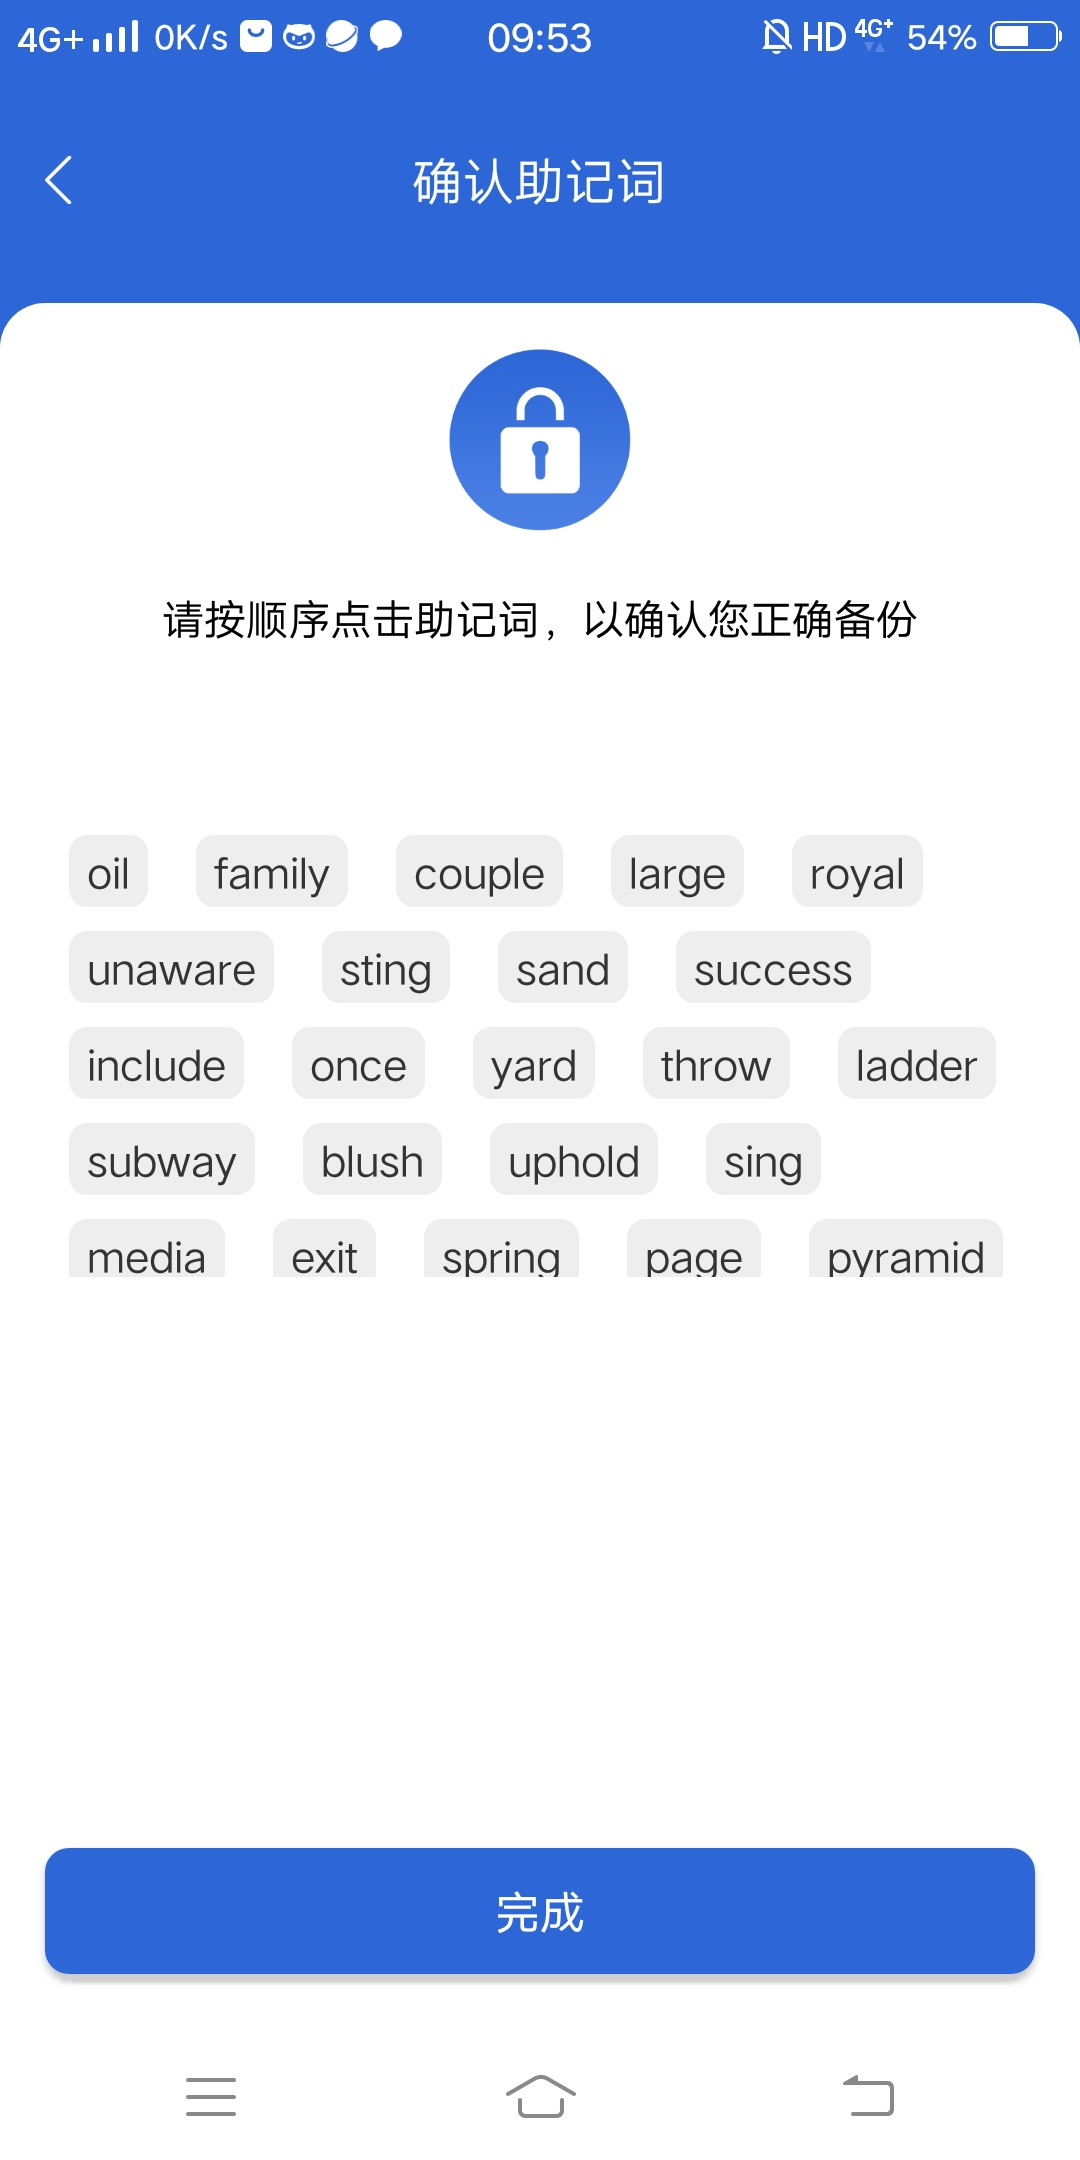 4G+ 0K/s 09:53 HD 4G+ 54%
确认助记词
请按顺序点击助记词，以确认您正确备份
oil family couple large royal
unaware sting sand success
include once yard throw ladder
subway blush uphold sing
media exit spring page pyramid
完成